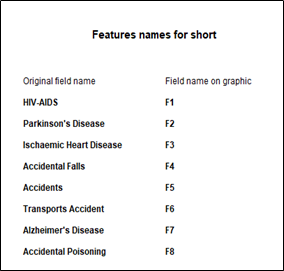 Features names for short
Original field name Field name on graphic
HIV-AIDS F1
Parkinson's Disease F2
Ischaemic Heart Disease F3
Accidental Falls F4
Accidents F5
Transports Accident F6
Alzheimer's Disease F7
Accidental Poisoning F8